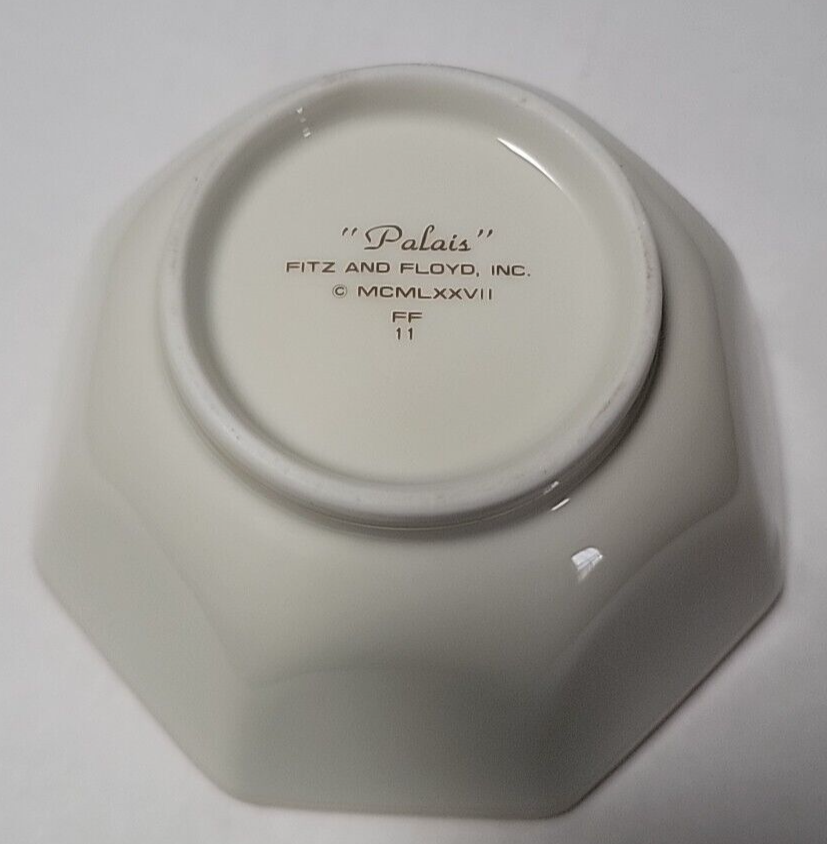 "Palais"
FITZ AND FLOYD, INC.
© MCMLXXVII
FF
11